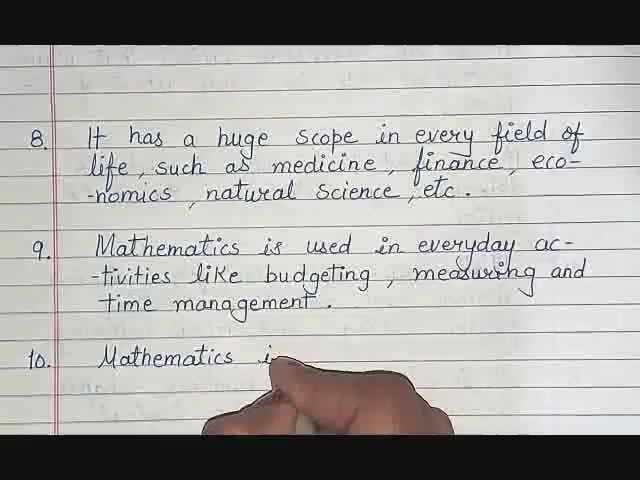 8. It has a huge scope in every field of
life, such as medicine, finance, eco-
-nomics, natural science, etc.
9. Mathematics is used in everyday ac-
-tivities like budgeting, measuring and
time management.
10. Mathematics i